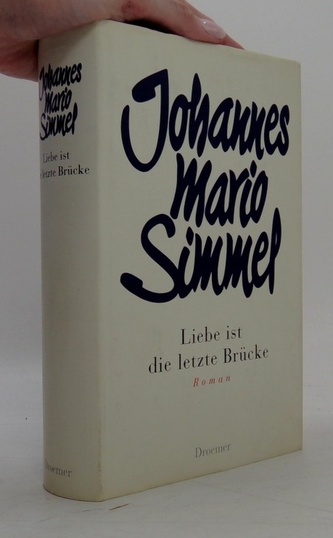 Johannes
Mario
Simmel
Liebe ist
die letzte Brücke
Roman
Droemer
Johannes
Mario
Simmel
Liebe ist
die letzte Brücke
Droemer